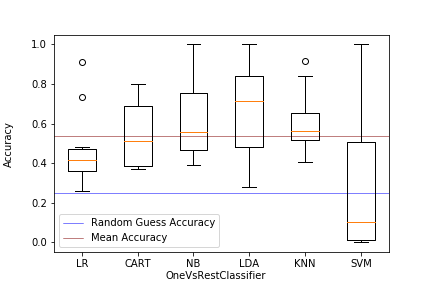 1.0
0.8
0.6
0.4
0.2
0.0
Accuracy
Random Guess Accuracy
Mean Accuracy
LR CART NB LDA KNN SVM
OneVsRestClassifier